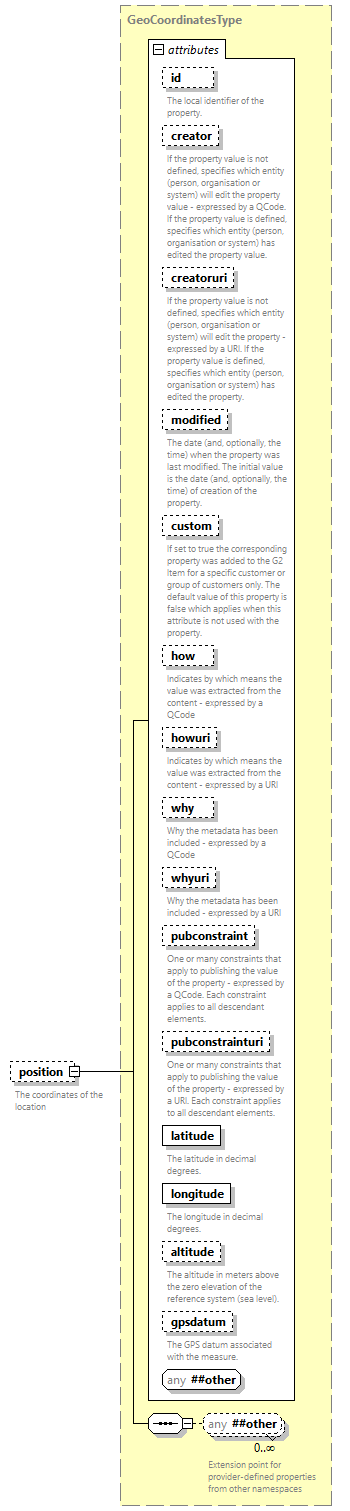 GeoCoordinatesType
attributes
id
The local identifier of the
property.
creator
If the property value is not
defined, specifies which entity
(person, organisation or
system) will edit the property
value - expressed by a QCode.
If the property value is defined,
specifies which entity (person,
organisation or system) has
edited the property value.
creatoruri
If the property value is not
defined, specifies which entity
(person, organisation or
system) will edit the property -
expressed by a URI. If the
property value is defined,
specifies which entity (person,
organisation or system) has
edited the property.
modified
The date (and, optionally, the
time) when the property was
last modified. The initial value
is the date (and, optionally, the
time) of creation of the
property.
custom
If set to true the corresponding
property was added to the G2
Item for a specific customer or
group of customers only. The
default value of this property is
false which applies when this
attribute is not used with the
property.
how
Indicates by which means the
value was extracted from the
content - expressed by a
QCode
howuri
Indicates by which means the
value was extracted from the
content - expressed by a URI
why
Why the metadata has been
included - expressed by a
QCode
whyuri
Why the metadata has been
included - expressed by a URI
pubconstraint
One or many constraints that
apply to publishing the value
of the property - expressed by
a QCode. Each constraint
applies to all descendant
elements.
pubconstrainturi
One or many constraints that
apply to publishing the value
of the property - expressed by
a URI. Each constraint applies
to all descendant elements.
position
The coordinates of the
location
latitude
The latitude in decimal
degrees.
longitude
The longitude in decimal
degrees.
altitude
The altitude in meters above
the zero elevation of the
reference system (sea level).
gpsdatum
The GPS datum associated
with the measure.
any ##other
any ##other
0..∞
Extension point for
provider-defined properties
from other namespaces